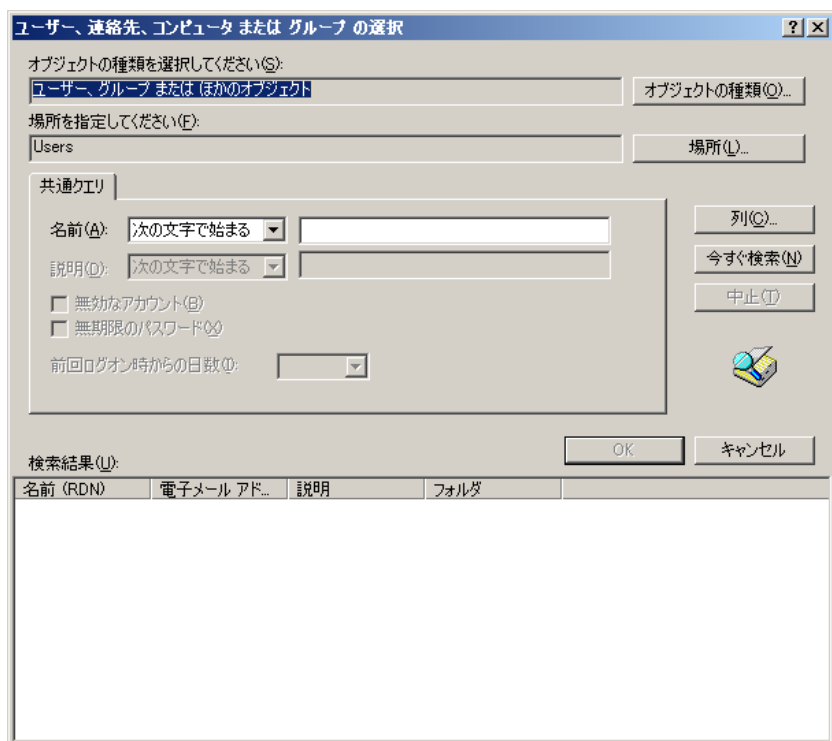 ユーザー、連絡先、コンピュータ または グループ の選択
オブジェクトの種類を選択してください(S):
ユーザー、グループ または ほかのオブジェクト
オブジェクトの種類(O)...
場所を指定してください(F):
Users
場所(L)...
共通クエリ
名前(A): 次の文字で始まる
列(C)...
説明(D): 次の文字で始まる
今すぐ検索(N)
無効なアカウント(B)
中止(T)
無期限のパスワード(X)
前回ログオン時からの日数(I):
OK キャンセル
検索結果(U):
名前 (RDN) 電子メール アド... 説明 フォルダ